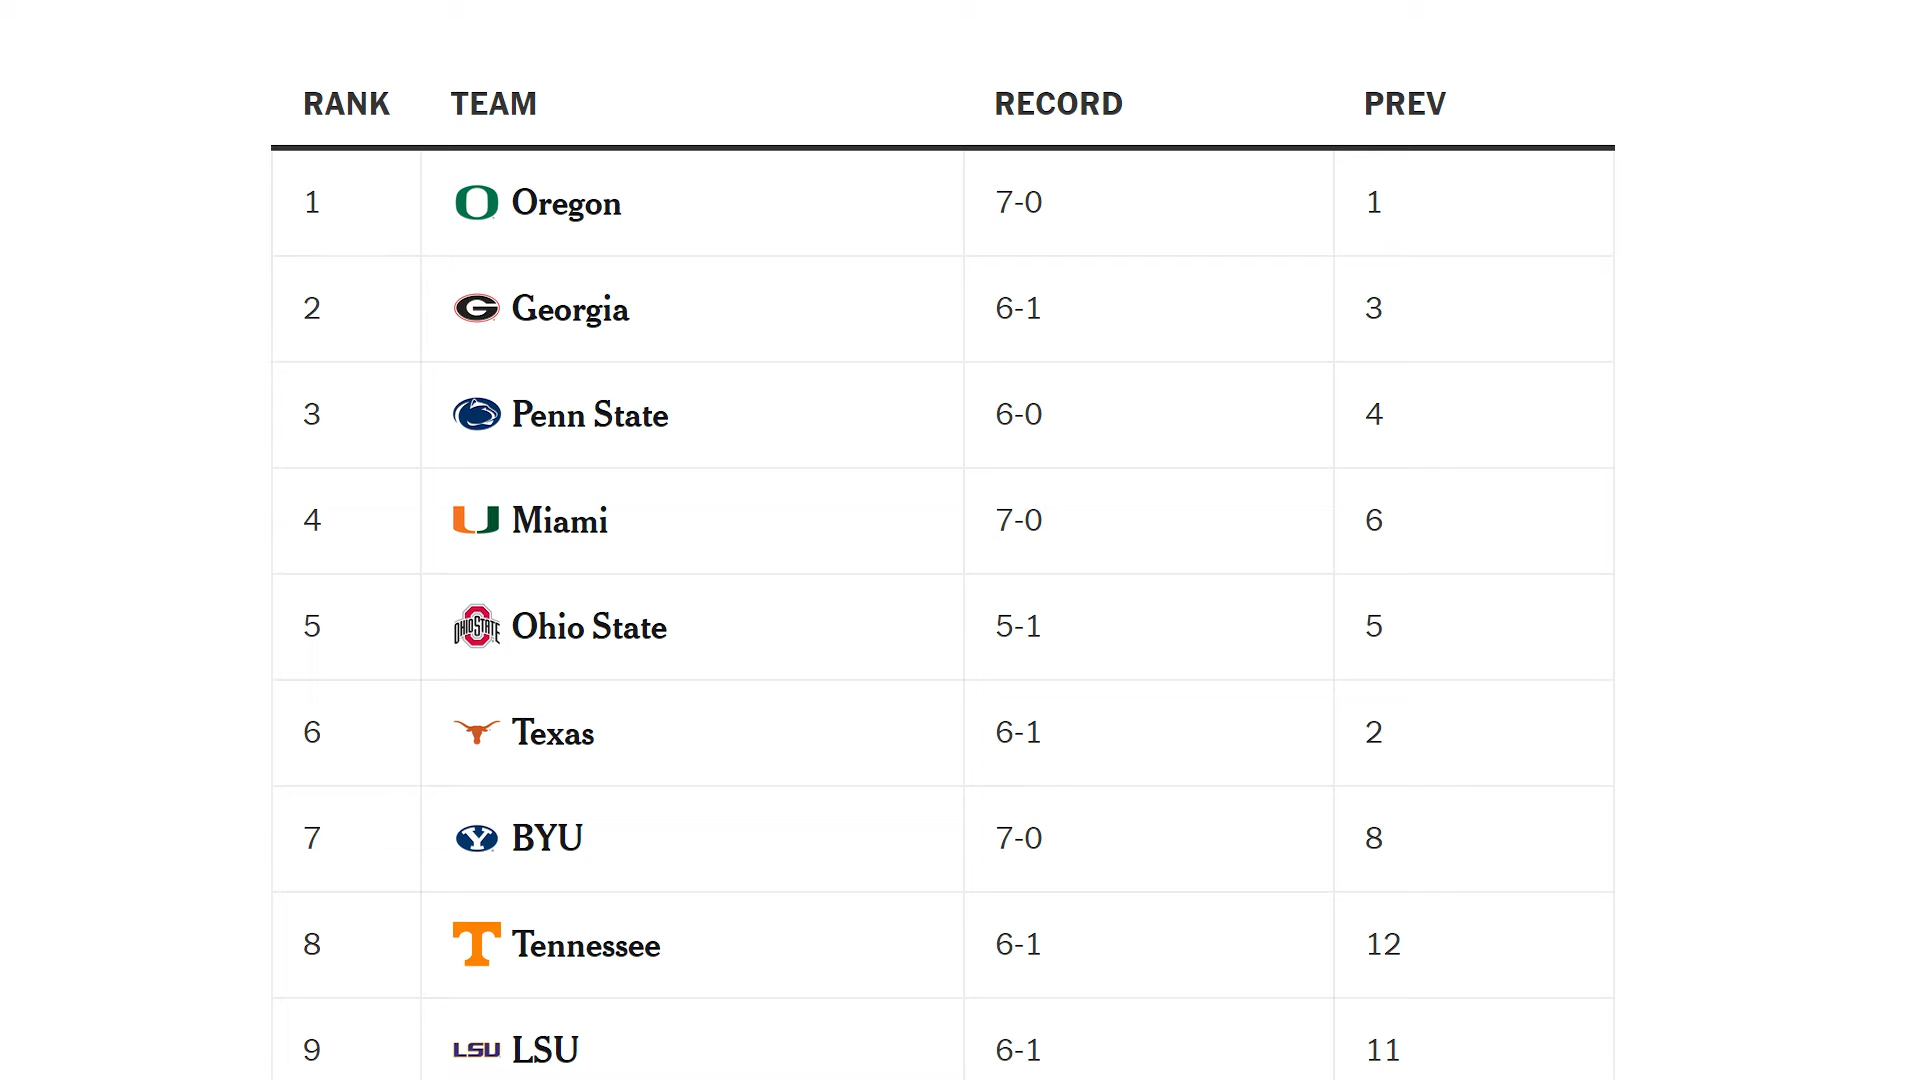 RANK TEAM RECORD PREV
1 Oregon 7-0 1
2 Georgia 6-1 3
3 Penn State 6-0 4
4 Miami 7-0 6
5 OHIO STATE Ohio State 5-1 5
6 Texas 6-1 2
7 BYU 7-0 8
8 Tennessee 6-1 12
9 LSU LSU 6-1 11